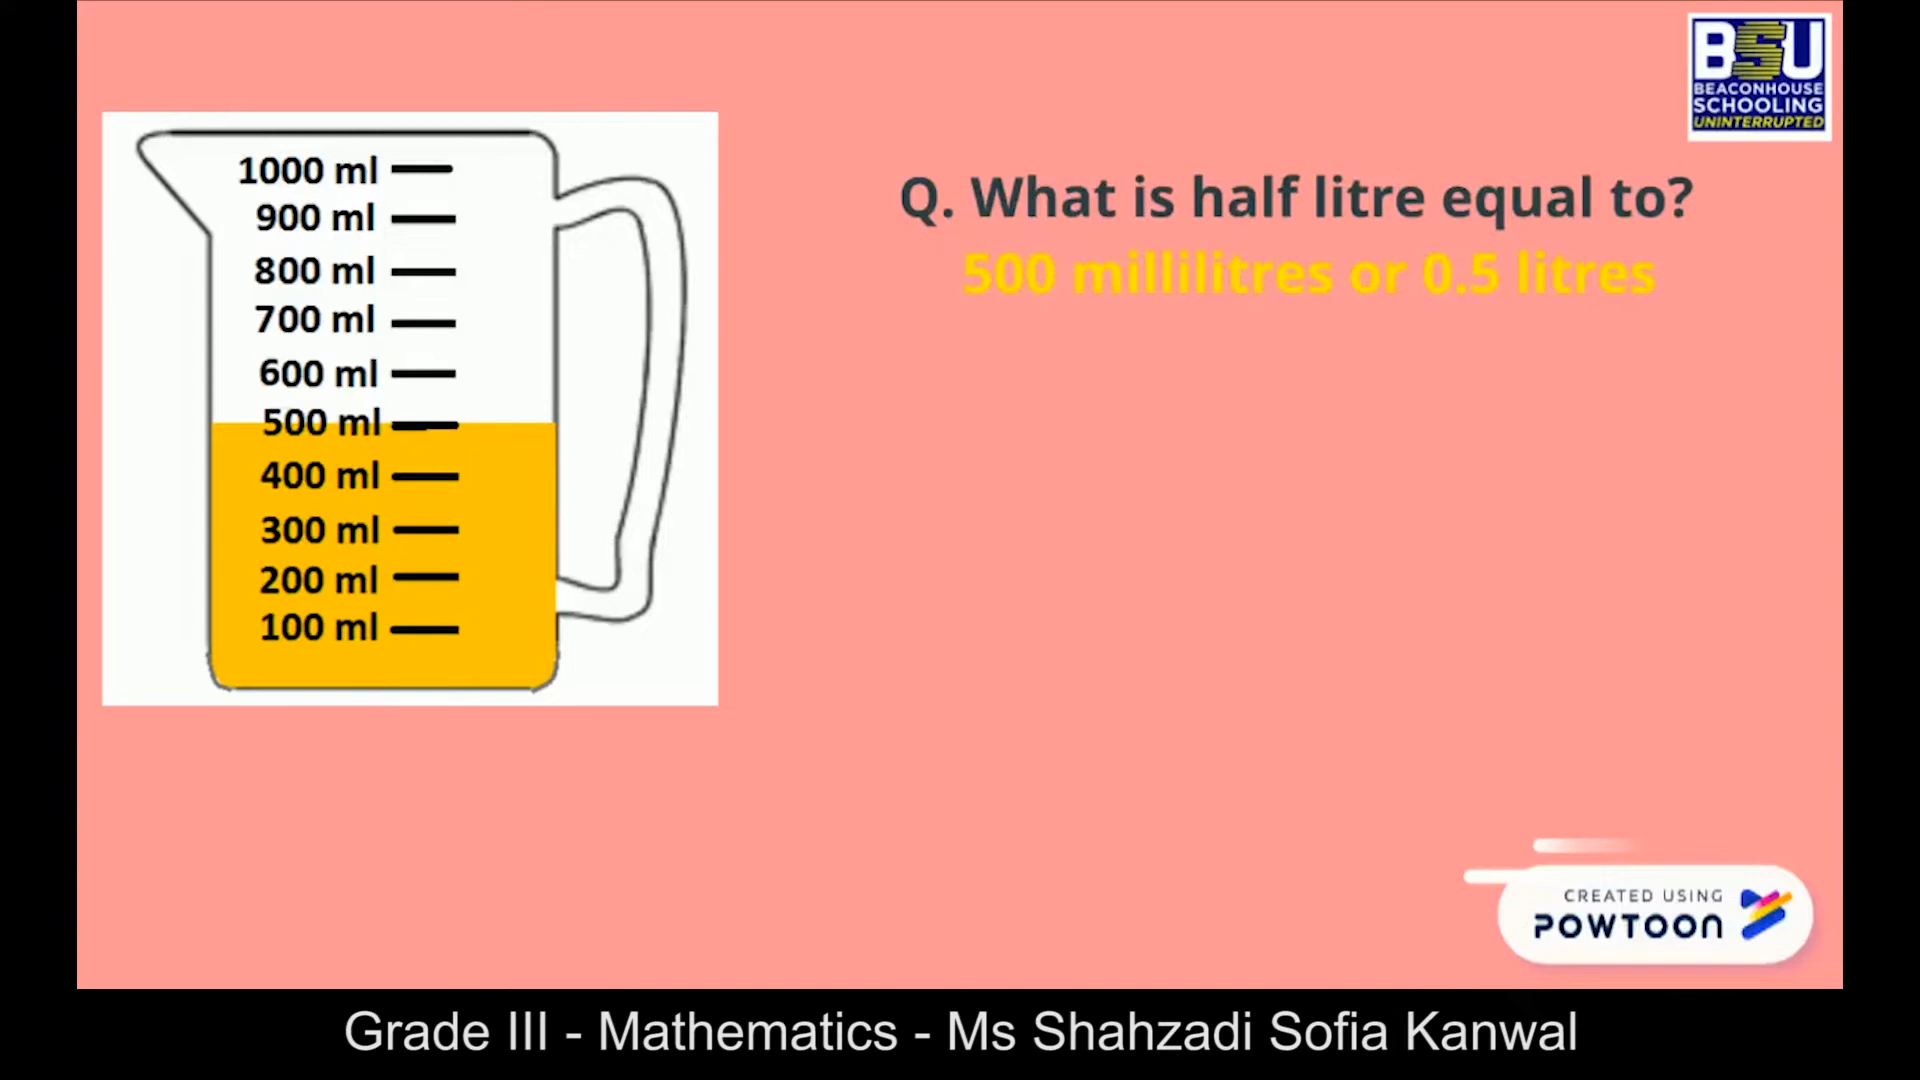 BSU
BEACONHOUSE
SCHOOLING
UNINTERRUPTED
1000 ml
900 ml
800 ml
700 ml
600 ml
500 ml
400 ml
300 ml
200 ml
100 ml
Q. What is half litre equal to?
500 millilitres or 0.5 litres
CREATED USING
POWTOON
Grade III - Mathematics - Ms Shahzadi Sofia Kanwal